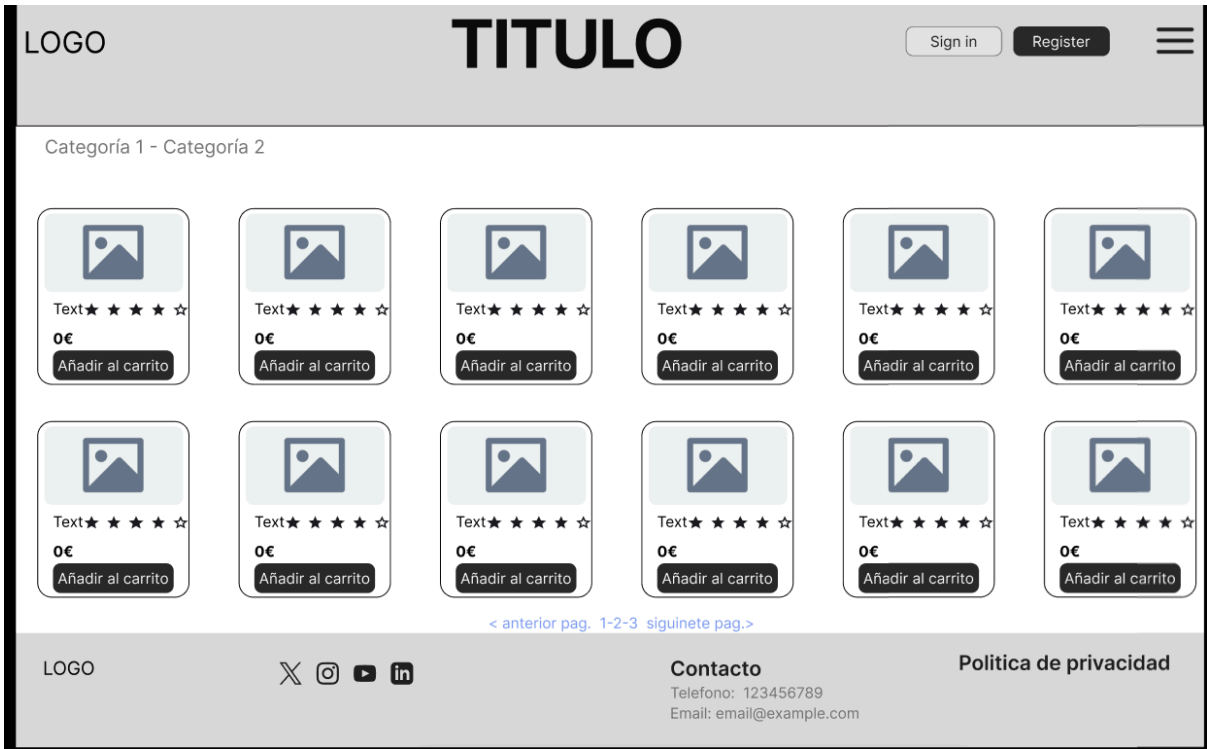 LOGO
TITULO
Sign in
Register
Categoría 1 - Categoría 2
Text★ ★ ★ ★ ☆
Text★ ★ ★ ★ ☆
Text★ ★ ★ ★ ☆
Text★ ★ ★ ★ ☆
Text★ ★ ★ ★ ☆
Text★ ★ ★ ★ ☆
0€
0€
0€
0€
0€
0€
Añadir al carrito
Añadir al carrito
Añadir al carrito
Añadir al carrito
Añadir al carrito
Añadir al carrito
Text★ ★ ★ ★ ☆
Text★ ★ ★ ★ ☆
Text★ ★ ★ ★ ☆
Text★ ★ ★ ★ ☆
Text★ ★ ★ ★ ☆
Text★ ★ ★ ★ ☆
0€
0€
0€
0€
0€
0€
Añadir al carrito
Añadir al carrito
Añadir al carrito
Añadir al carrito
Añadir al carrito
Añadir al carrito
< anterior pag. 1-2-3 siguinete pag.>
LOGO
in
Contacto
Telefono: 123456789
Email: email@example.com
Politica de privacidad